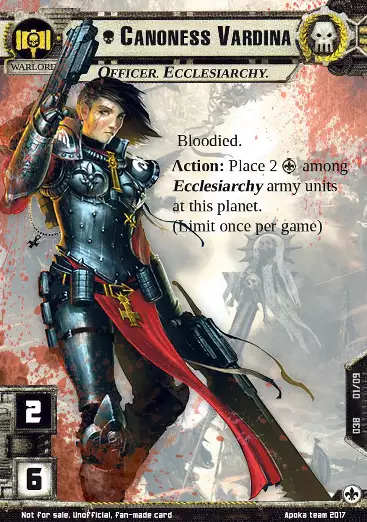 CANONESS VARDINA
WARLORD
OFFICER. ECCLESIARCHY.
Bloodied.
Action: Place 2 among
Ecclesiarchy army units
at this planet.
(Limit once per game)
2
6
038 01/09
Not for sale. Unofficial, fan-made card
Apoka team 2017